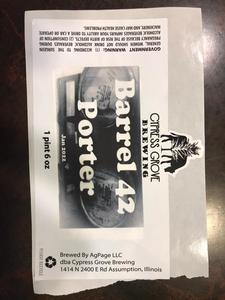 GOVERNMENT WARNING: (1) ACCORDING TO THE SURGEON
GENERAL, WOMEN SHOULD NOT DRINK ALCOHOLIC BEVERAGES DURING
PREGNANCY BECAUSE OF THE RISK OF BIRTH DEFECTS. (2) CONSUMPTION OF
ALCOHOLIC BEVERAGES IMPAIRS YOUR ABILITY TO DRIVE A CAR OR OPERATE
MACHINERY, AND MAY CAUSE HEALTH PROBLEMS.
CYPRESS GROVE
BREWING
Barrel 42
Porter
Jan 2022
1 pint 6 oz
Brewed By AgPage LLC
dba Cypress Grove Brewing
1414 N 2400 E Rd Assumption, Illinois